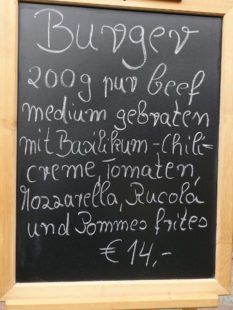 Burger
200g pur beef
medium gebraten
mit Basilikum-Chili=
creme, Tomaten,
Mozzarella, Rucola
und Pommes frites
€ 14,-